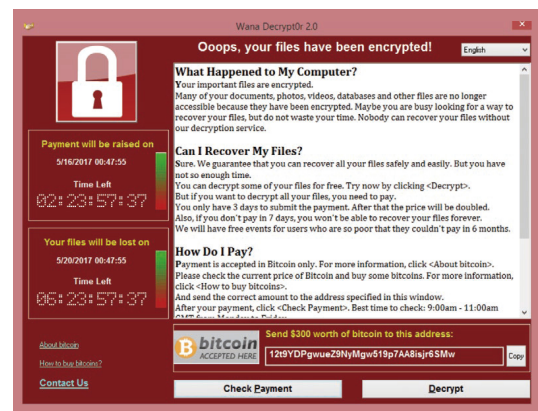 Wana Decrypt0r 2.0
Ooops, your files have been encrypted!
English
What Happened to My Computer?
Your important files are encrypted.
Many of your documents, photos, videos, databases and other files are no longer
accessible because they have been encrypted. Maybe you are busy looking for a way to
recover your files, but do not waste your time. Nobody can recover your files without
our decryption service.
Can I Recover My Files?
Sure. We guarantee that you can recover all your files safely and easily. But you have
not so enough time.
You can decrypt some of your files for free. Try now by clicking <Decrypt>.
But if you want to decrypt all your files, you need to pay.
You only have 3 days to submit the payment. After that the price will be doubled.
Also, if you don't pay in 7 days, you won't be able to recover your files forever.
We will have free events for users who are so poor that they couldn't pay in 6 months.
How Do I Pay?
Payment is accepted in Bitcoin only. For more information, click <About bitcoin>.
Please check the current price of Bitcoin and buy some bitcoins. For more information,
click <How to buy bitcoins>.
And send the correct amount to the address specified in this window.
After your payment, click <Check Payment>. Best time to check: 9:00am - 11:00am
GMT from Monday to Friday.
Payment will be raised on
5/16/2017 00:47:55
Time Left
02:23:57:37
Your files will be lost on
5/20/2017 00:47:55
Time Left
06:23:57:37
About bitcoin
How to buy bitcoins?
Contact Us
bitcoin
ACCEPTED HERE
Send $300 worth of bitcoin to this address:
12t9YDPgwueZ9NyMgw519p7AA8isjr6SMw
Copy
Check Payment
Decrypt